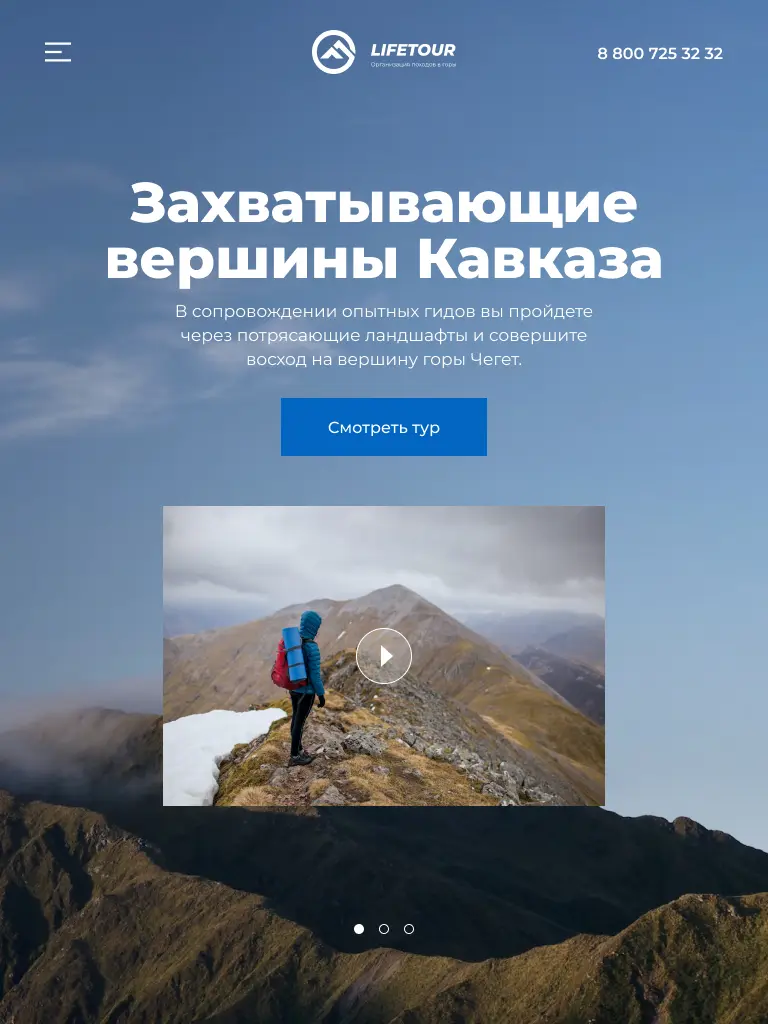 LIFETOUR
Организация походов в горы
8 800 725 32 32
Захватывающие
вершины Кавказа
В сопровождении опытных гидов вы пройдете
через потрясающие ландшафты и совершите
восход на вершину горы Чегет.
Смотреть тур